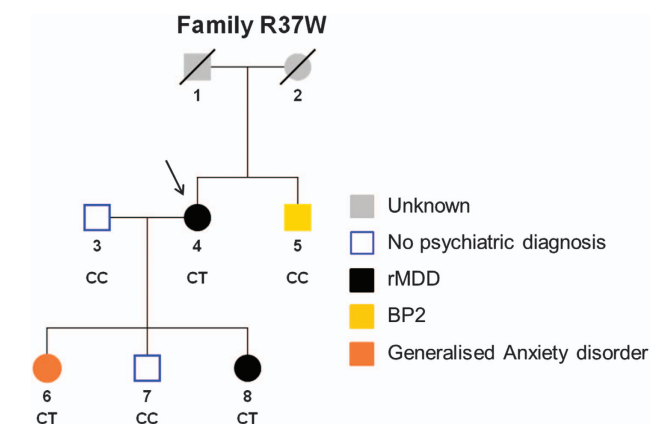 Family R37W
1 2
3 4 5
CC CT CC
6 7 8
CT CC CT
Unknown
No psychiatric diagnosis
rMDD
BP2
Generalised Anxiety disorder